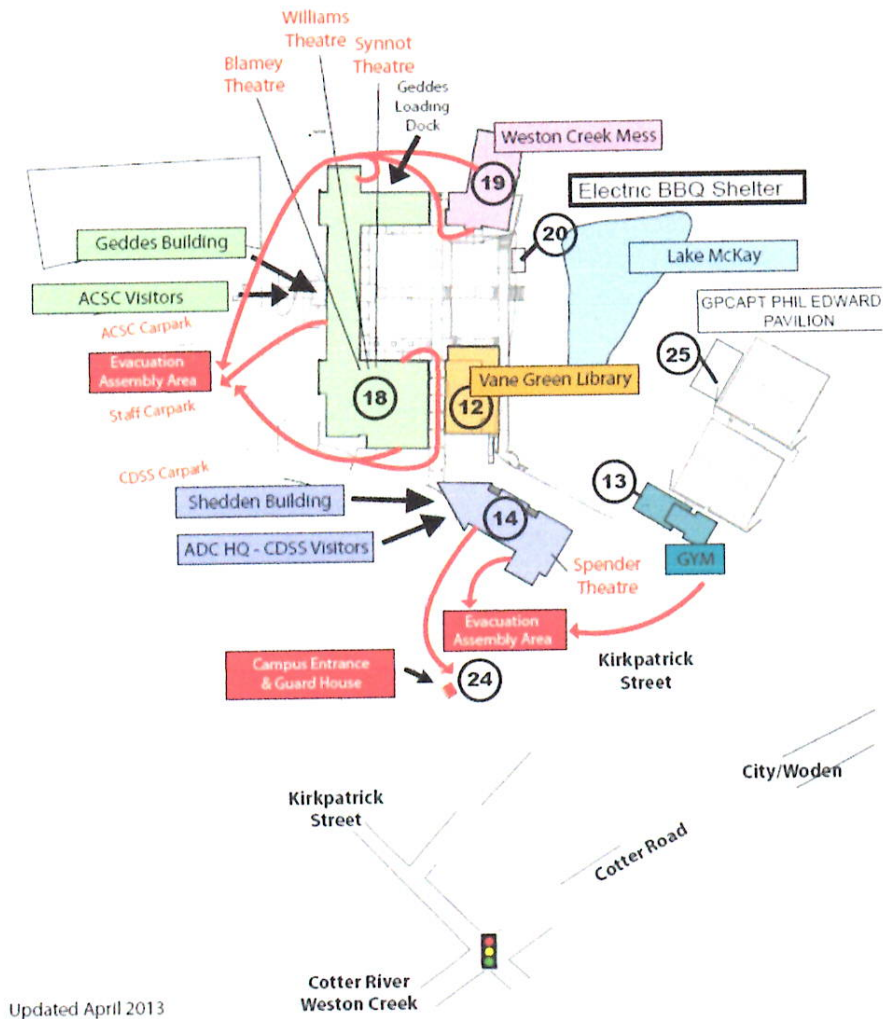 Williams
Theatre
Synnot
Theatre
Blamey
Theatre
Geddes
Loading
Dock
Weston Creek Mess
19
Electric BBQ Shelter
20
Geddes Building
Lake McKay
ACSC Visitors
GPCAPT PHIL EDWARD
PAVILION
ACSC Carpark
25
Evacuation
Assembly Area
Vane Green Library
18
12
Staff Carpark
CDSS Carpark
13
Shedden Building
14
ADC HQ - CDSS Visitors
GYM
Spender
Theatre
Evacuation
Assembly Area
Campus Entrance
& Guard House
24
Kirkpatrick
Street
City/Woden
Kirkpatrick
Street
Cotter Road
Cotter River
Weston Creek
Updated April 2013